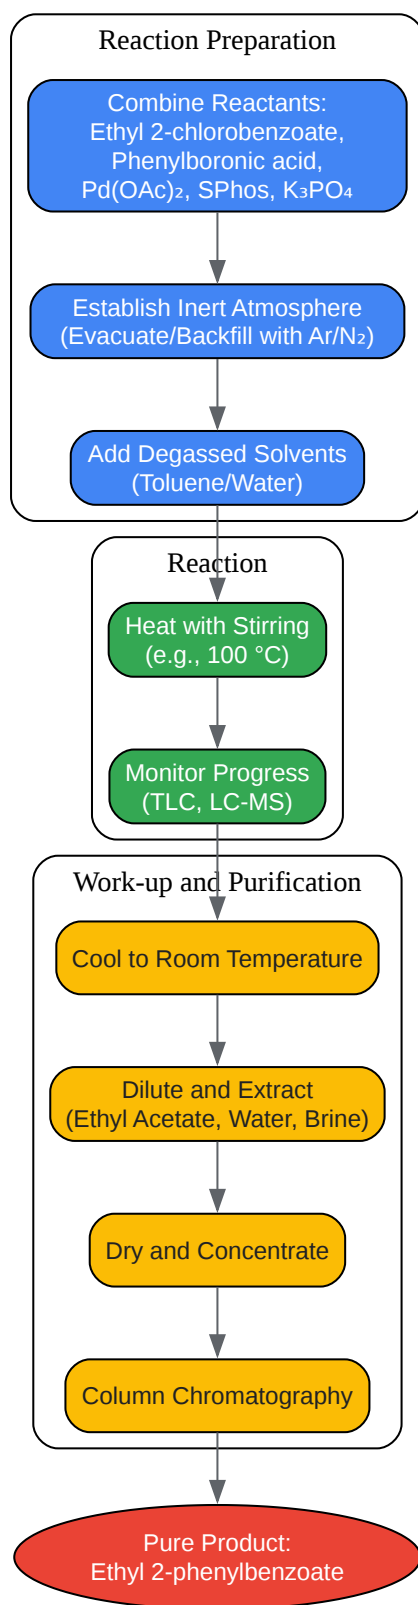 Reaction Preparation
Combine Reactants:
Ethyl 2-chlorobenzoate,
Phenylboronic acid,
Pd(OAc)₂, SPhos, K₃PO₄
Establish Inert Atmosphere
(Evacuate/Backfill with Ar/N₂)
Add Degassed Solvents
(Toluene/Water)
Reaction
Heat with Stirring
(e.g., 100 °C)
Monitor Progress
(TLC, LC-MS)
Work-up and Purification
Cool to Room Temperature
Dilute and Extract
(Ethyl Acetate, Water, Brine)
Dry and Concentrate
Column Chromatography
Pure Product:
Ethyl 2-phenylbenzoate